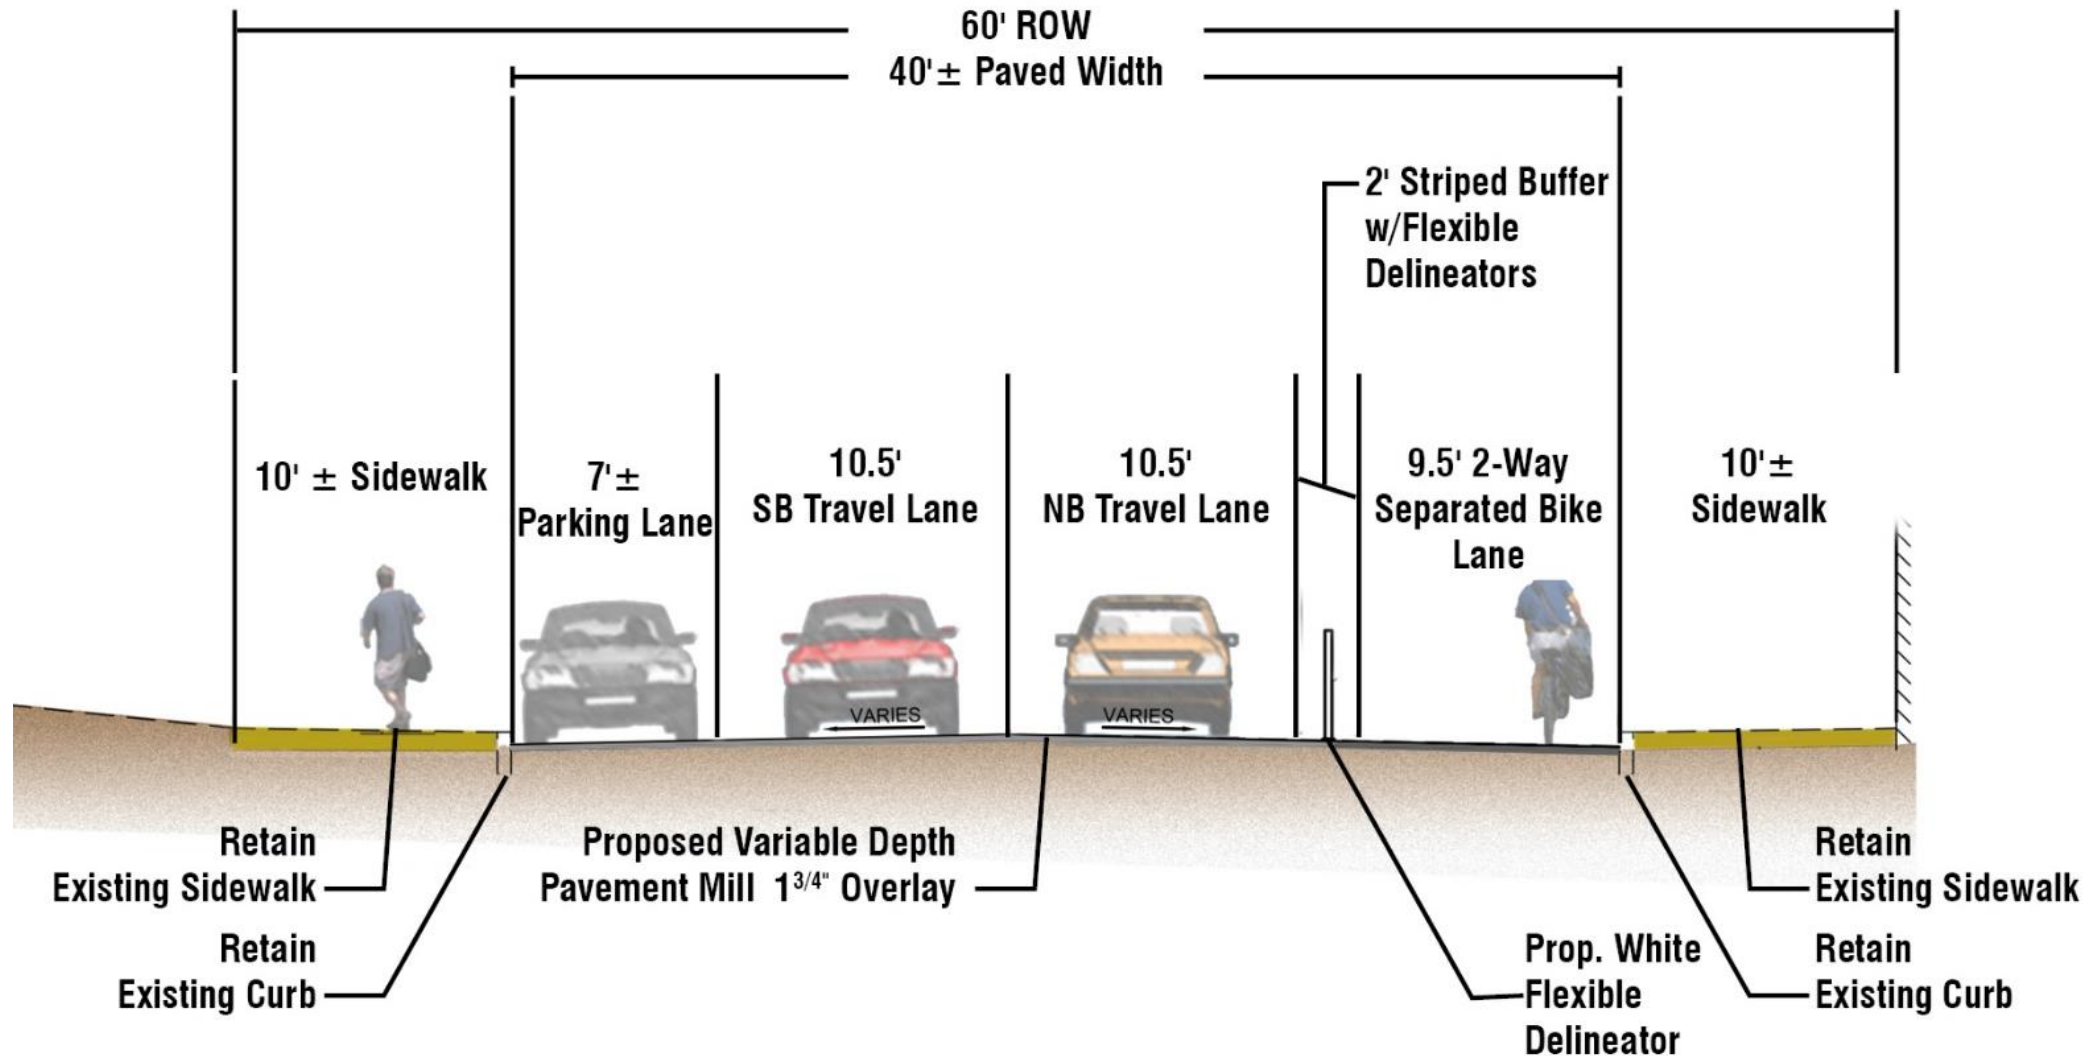 60' ROW
40'± Paved Width
2' Striped Buffer
w/Flexible
Delineators
10' ± Sidewalk
7'±
Parking Lane
10.5'
SB Travel Lane
10.5'
NB Travel Lane
9.5' 2-Way
Separated Bike
Lane
10'±
Sidewalk
VARIES
VARIES
Retain
Existing Sidewalk
Retain
Existing Curb
Proposed Variable Depth
Pavement Mill 1 3/4" Overlay
Prop. White
Flexible
Delineator
Retain
Existing Sidewalk
Retain
Existing Curb